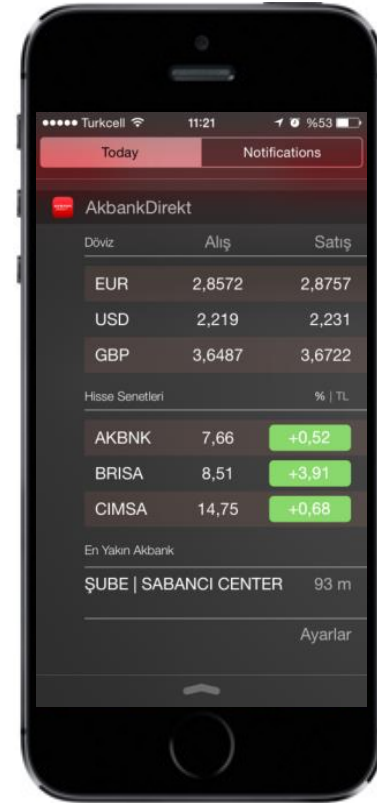 Turkcell 11:21 %53
Today Notifications
AkbankDirekt
Döviz Alış Satış
EUR 2,8572 2,8757
USD 2,219 2,231
GBP 3,6487 3,6722
Hisse Senetleri % | TL
AKBNK 7,66 +0,52
BRISA 8,51 +3,91
CIMSA 14,75 +0,68
En Yakın Akbank
ŞUBE | SABANCI CENTER 93 m
Ayarlar